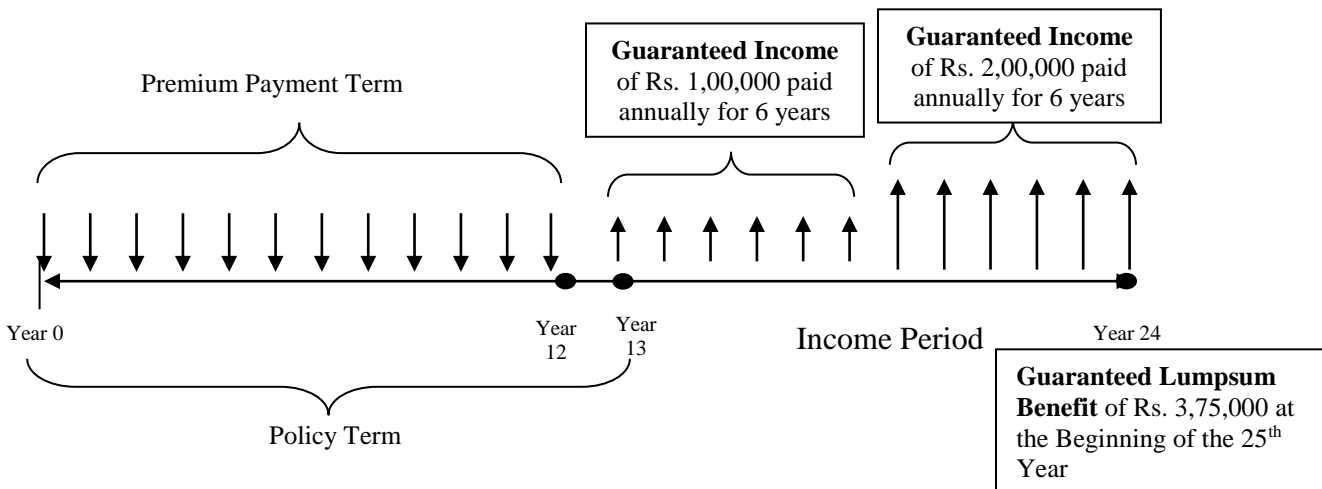 Premium Payment Term
Guaranteed Income
of Rs. 1,00,000 paid
annually for 6 years
Guaranteed Income
of Rs. 2,00,000 paid
annually for 6 years
Year 0
Year
12
Year
13
Income Period
Year 24
Policy Term
Guaranteed Lumpsum
Benefit of Rs. 3,75,000 at
the Beginning of the 25th
Year